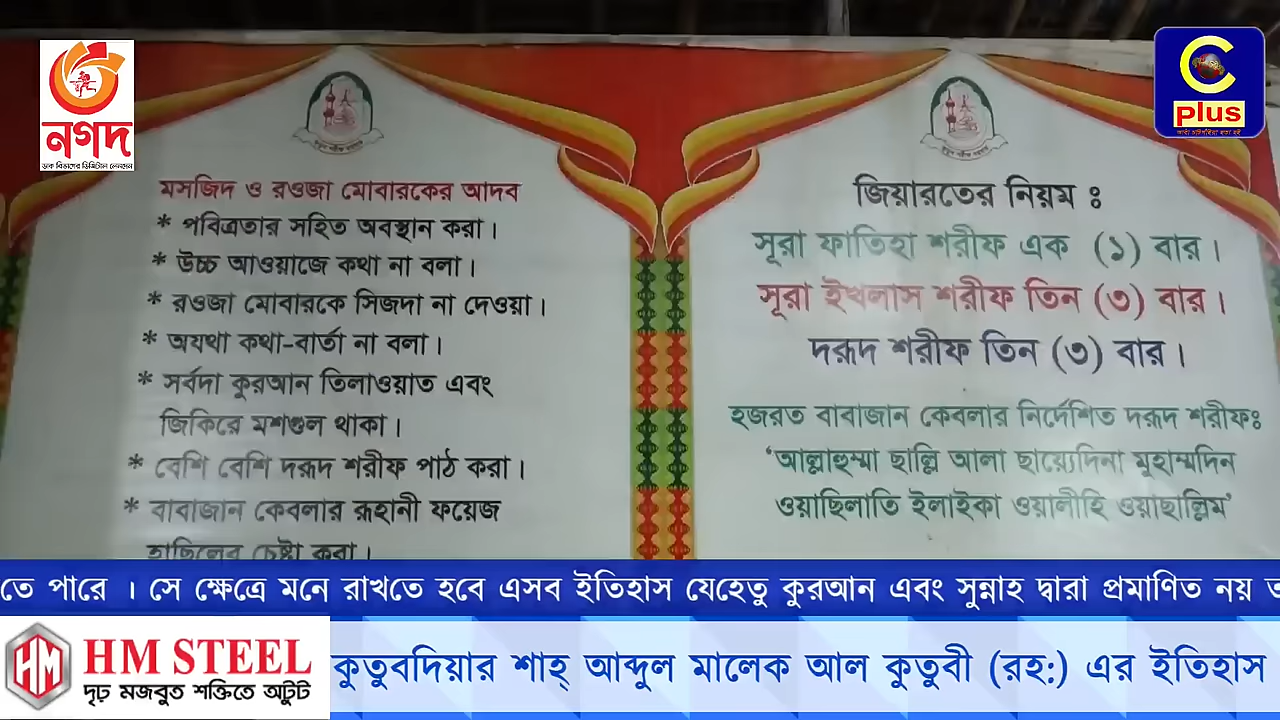 নগদ
ডাক বিভাগের ডিজিটাল লেনদেন
C
plus
মসজিদ ও রওজা মোবারকের আদব
* পবিত্রতার সহিত অবস্থান করা।
* উচ্চ আওয়াজে কথা না বলা।
* রওজা মোবারকে সিজদা না দেওয়া।
* অযথা কথা-বার্তা না বলা।
* সর্বদা কুরআন তিলাওয়াত এবং
জিকিরে মশগুল থাকা।
* বেশি বেশি দরূদ শরীফ পাঠ করা।
* বাবাজান কেবলার রূহানী ফয়েজ
হাছিলের চেষ্টা করা।
জিয়ারতের নিয়ম ঃ
সূরা ফাতিহা শরীফ এক (১) বার।
সূরা ইখলাস শরীফ তিন (৩) বার।
দরূদ শরীফ তিন (৩) বার।
হজরত বাবাজান কেবলার নির্দেশিত দরূদ শরীফঃ
‘আল্লাহুম্মা ছাল্লি আলা ছায়্যেদিনা মুহাম্মদিন
ওয়াছিলাতি ইলাইকা ওয়ালীহি ওয়াছাল্লিম’
তে পারে । সে ক্ষেত্রে মনে রাখতে হবে এসব ইতিহাস যেহেতু কুরআন এবং সুন্নাহ দ্বারা প্রমাণিত নয়
HM
HM STEEL
দৃঢ় মজবুত শক্তিতে অটুট
কুতুবদিয়ার শাহ্ আব্দুল মালেক আল কুতুবী (রহ:) এর ইতিহাস